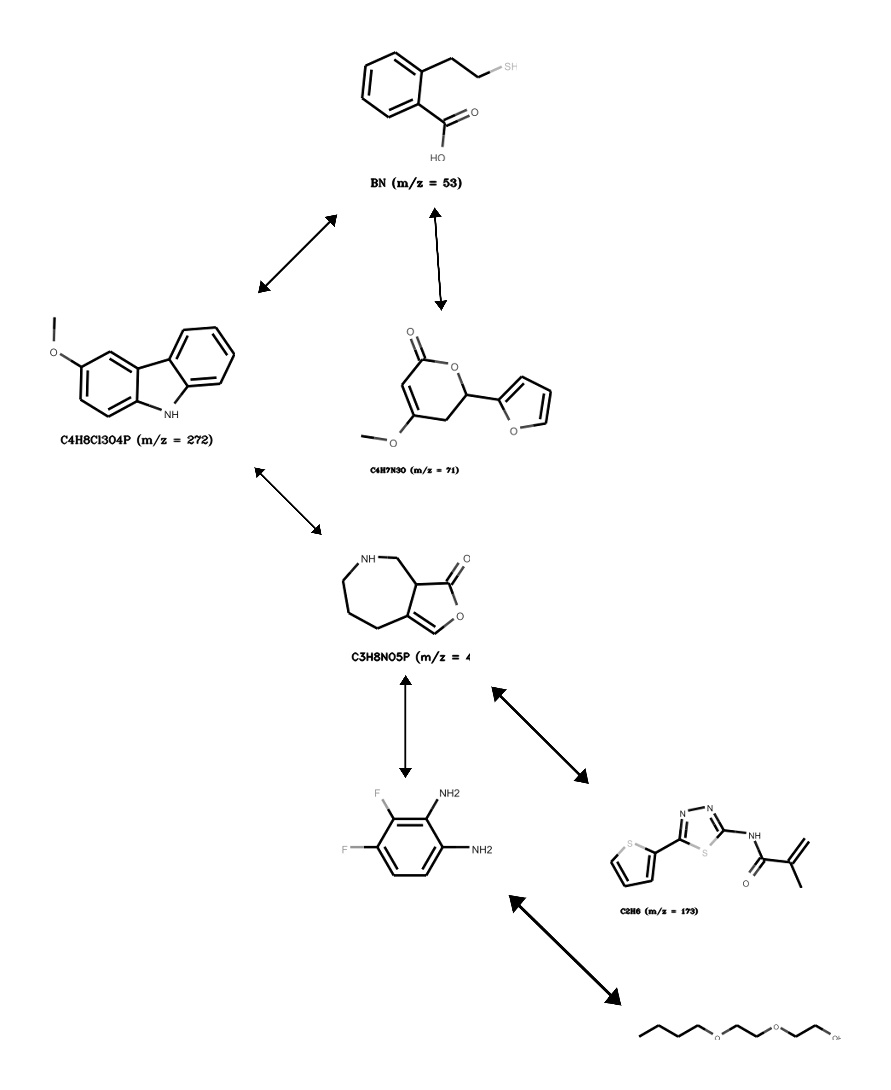 SH
O
HO
BN (m/z = 53)
O
NH
C4H8Cl3O4P (m/z = 272)
O
O
O
O
C4H7N3O (m/z = 71)
NH
O
O
C3H8NO5P (m/z =
F
NH2
F
NH2
N
N
S
S
NH
O
C2H6 (m/z = 173)
O
O